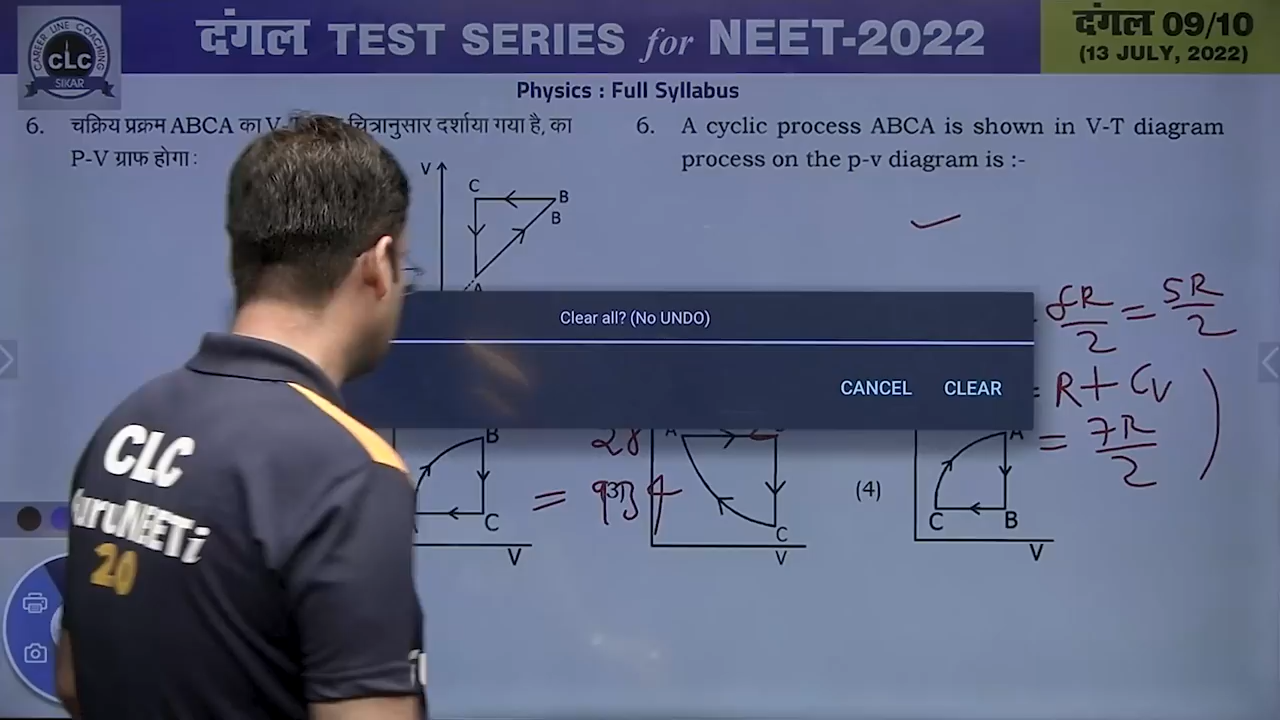 दंगल TEST SERIES for NEET-2022
दंगल 09/10
(13 JULY, 2022)
CAREER LINE COACHING
CLC
SIKAR
Physics : Full Syllabus
6. चक्रिय प्रक्रम ABCA का V-T चित्रानुसार दर्शाया गया है, का
P-V ग्राफ होगा :
6. A cyclic process ABCA is shown in V-T diagram
process on the p-v diagram is :-
V
C
B
B
A
Clear all? (No UNDO)
CANCEL CLEAR
= 5R/2
= R + Cv
= 7R/2
B
C
V
28
=
A
C
V
(4)
A
C
B
V
CLC
20